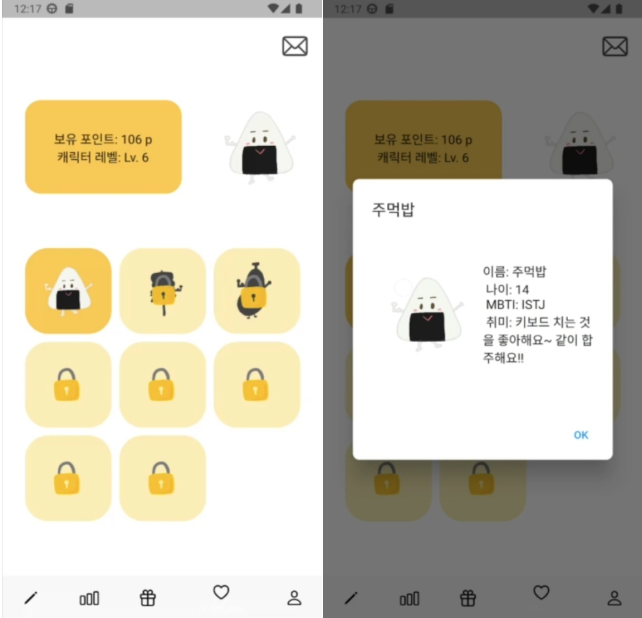 12:17
보유 포인트: 106 p
캐릭터 레벨: Lv. 6
12:17
보유 포인트: 106 p
캐릭터 레벨: Lv. 6
주먹밥
이름: 주먹밥
나이: 14
MBTI: ISTJ
취미: 키보드 치는 것
을 좋아해요~ 같이 합
주해요!!
OK